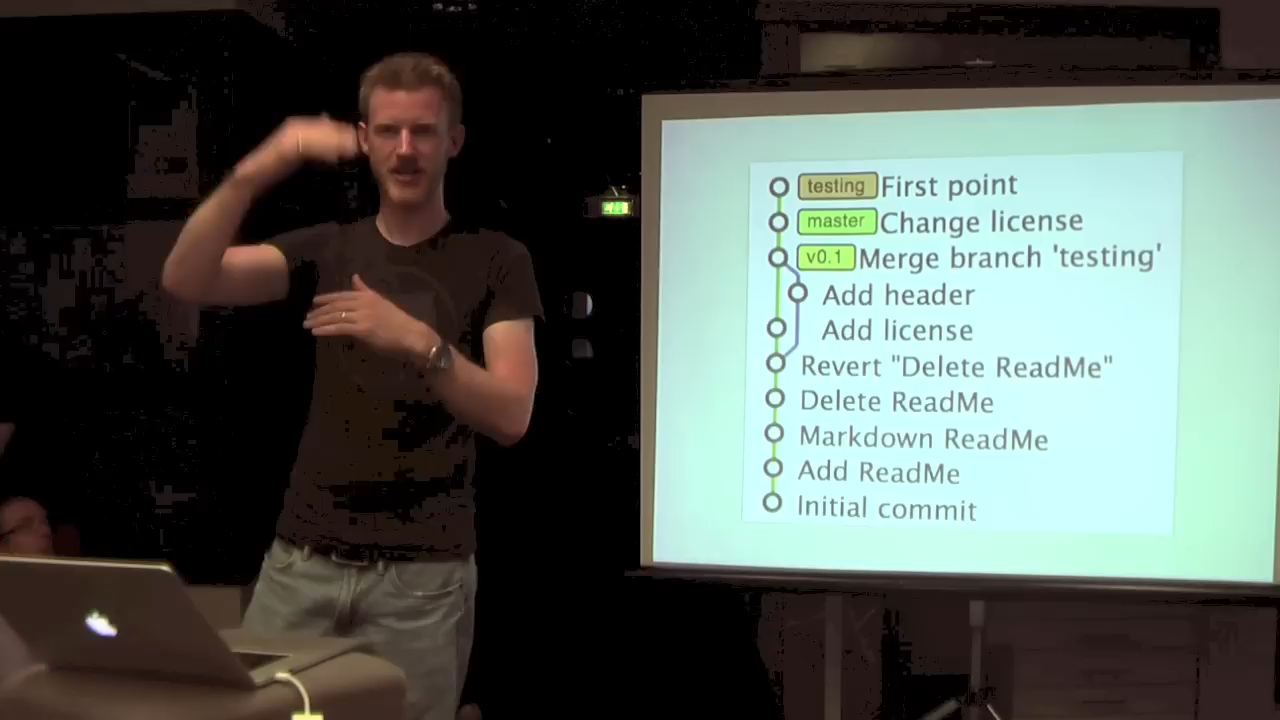 testing First point
master Change license
v0.1 Merge branch 'testing'
Add header
Add license
Revert "Delete ReadMe"
Delete ReadMe
Markdown ReadMe
Add ReadMe
Initial commit